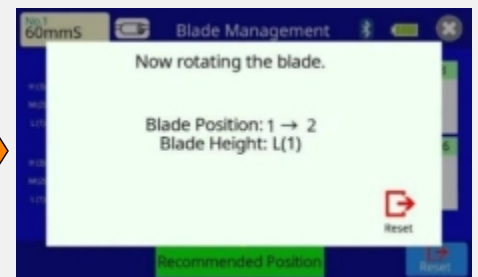 No.1
60mmS
Blade Management
Now rotating the blade.
Blade Position: 1 → 2
Blade Height: L(1)
Reset
6
Recommended Position
Reset